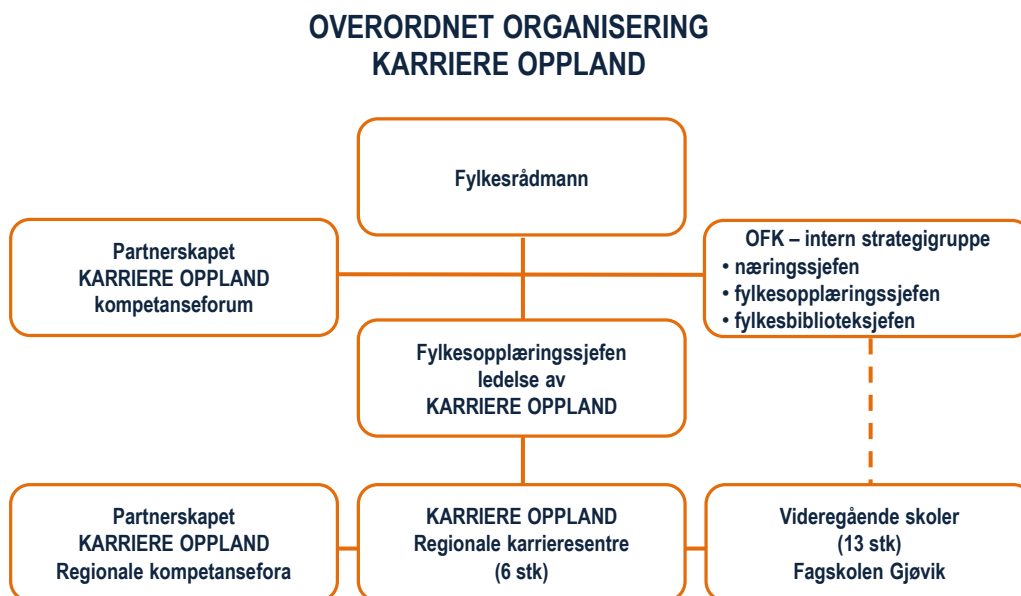 OVERORDNET ORGANISERING
KARRIERE OPPLAND
Fylkesrådmann
Partnerskapet
KARRIERE OPPLAND
kompetanseforum
OFK – intern strategigruppe
• næringssjefen
• fylkesopplæringssjefen
• fylkesbiblioteksjefen
Fylkesopplæringssjefen
ledelse av
KARRIERE OPPLAND
Partnerskapet
KARRIERE OPPLAND
Regionale kompetansefora
KARRIERE OPPLAND
Regionale karrieresentre
(6 stk)
Videregående skoler
(13 stk)
Fagskolen Gjøvik